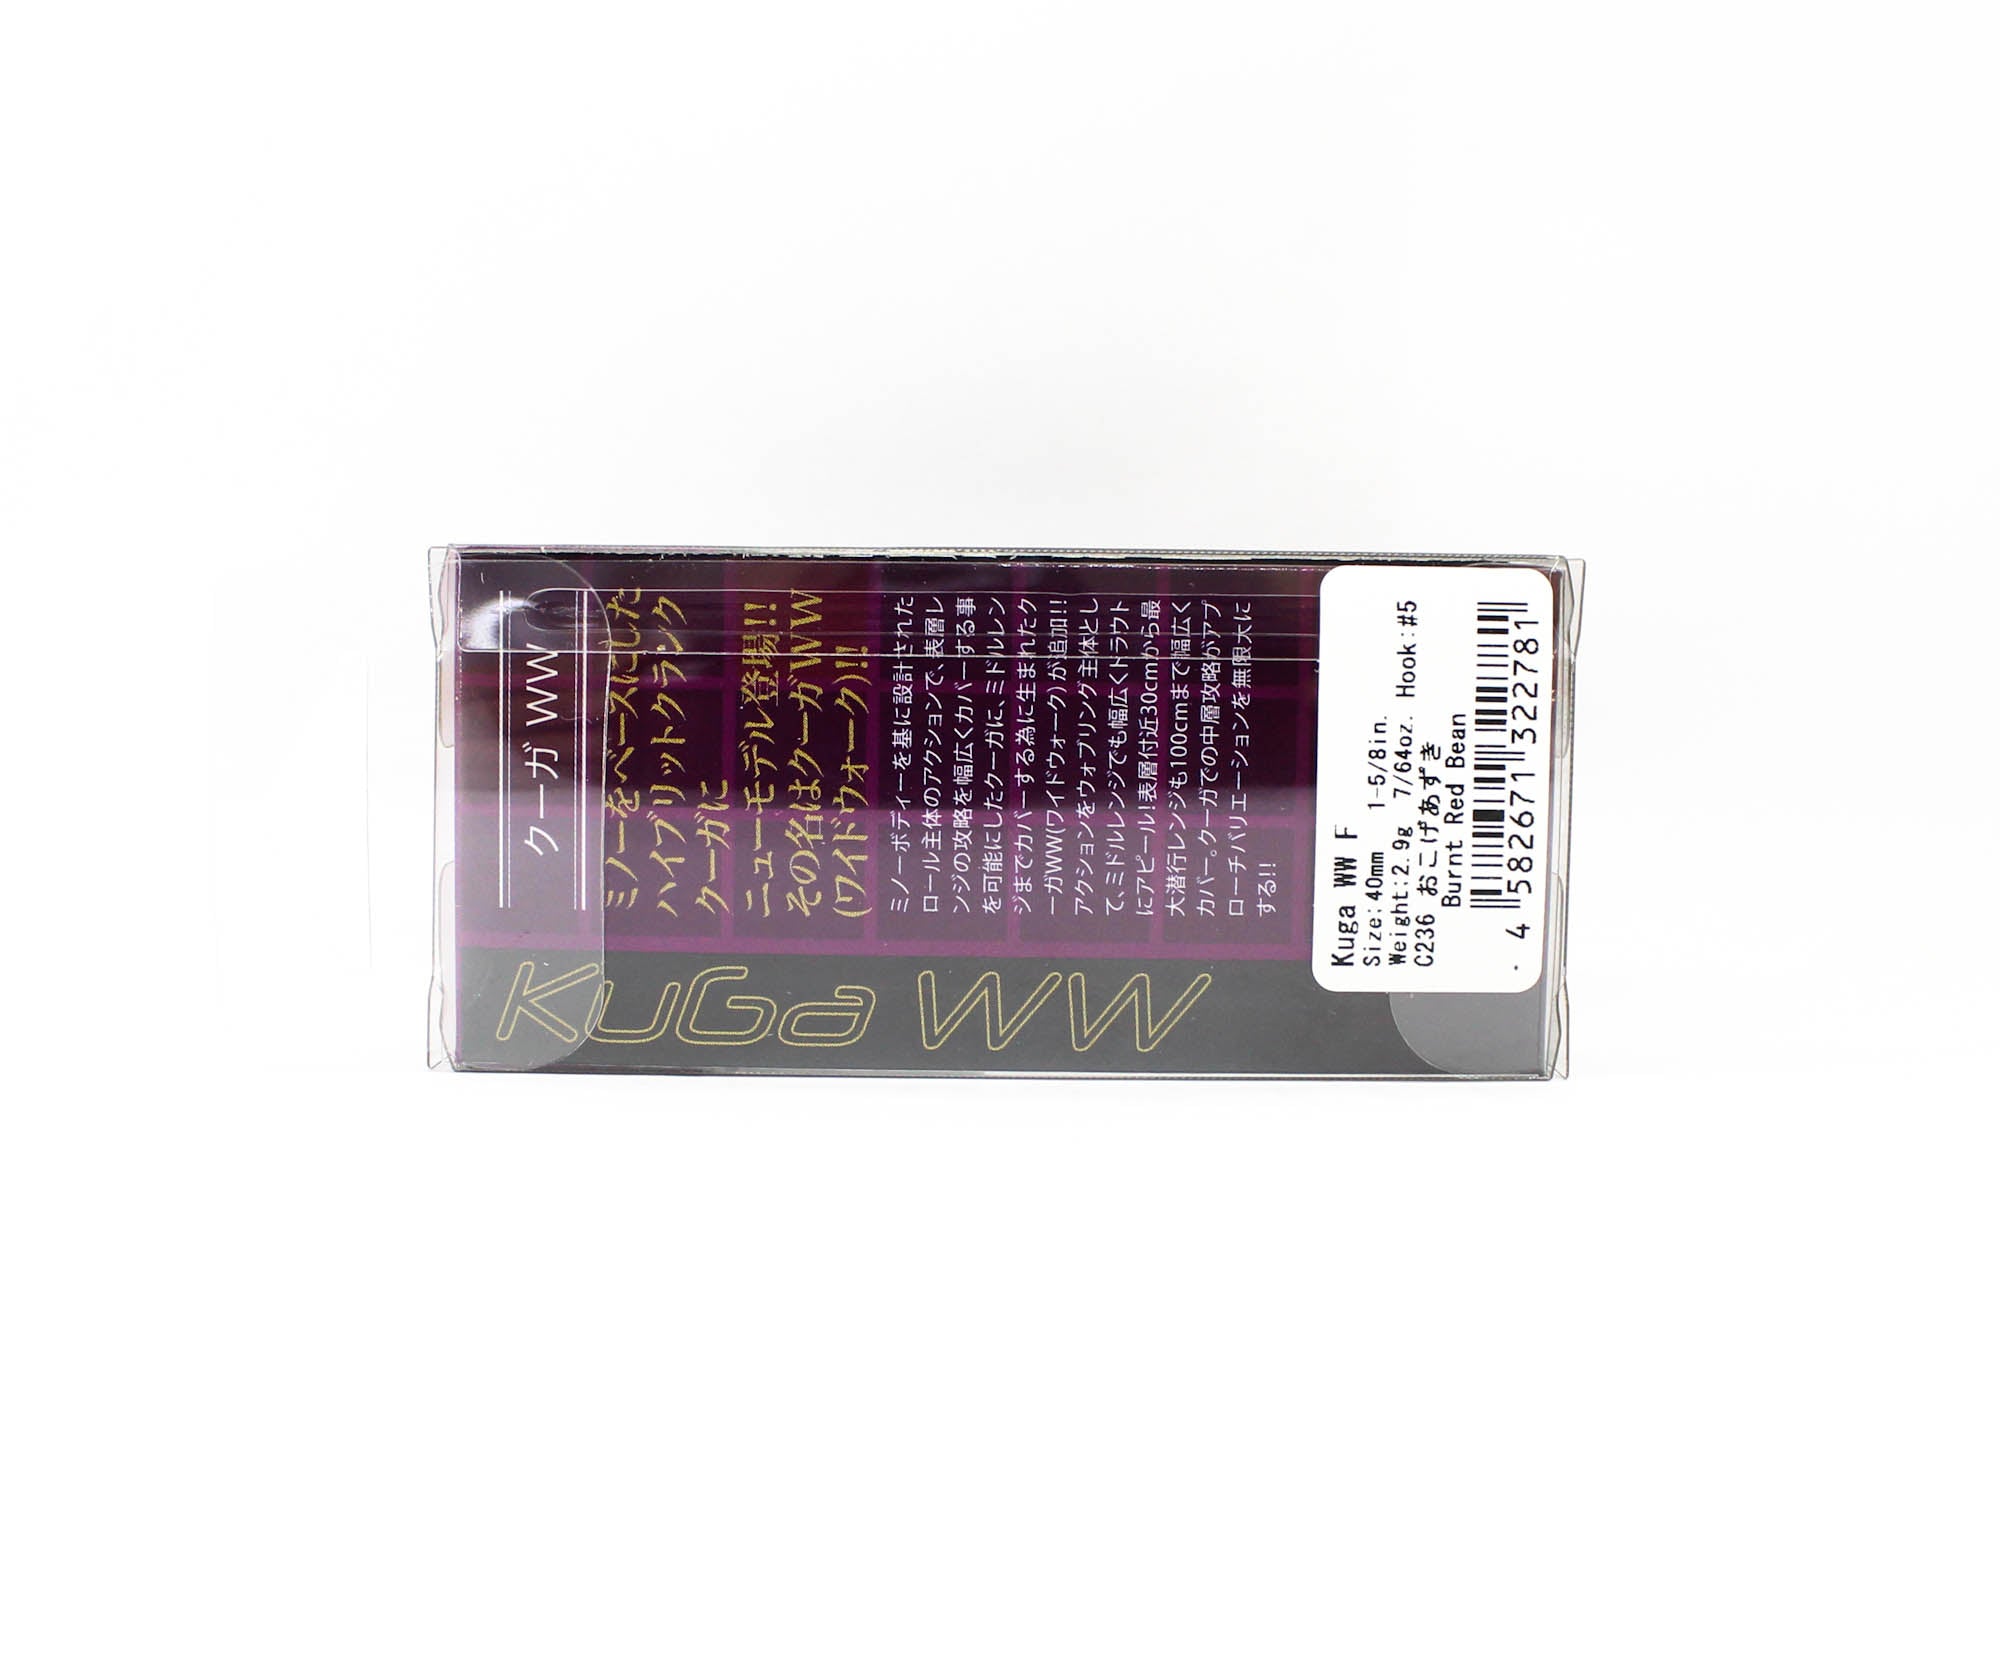 クーガ WW
ミノーをベースにした
ハイブリットクランク
クーガに
ニューモデル登場!!
その名はクーガWW
(ワイドウォーク)!!
ミノーボディーを基に設計された
ロール主体のアクションで、表層レ
ンジの攻略を幅広くカバーする事
を可能にしたクーガに、ミドルレン
ジまでカバーする為に生まれたク
ーガWW(ワイドウォーク)が追加!!
アクションをウォブリング主体とし
て、ミドルレンジでも幅広くトラウト
にアピール!表層付近30cmから最
大潜行レンジも100cmまで幅広く
カバー。クーガでの中層攻略がアプ
ローチバリエーションを無限大に
する!!
KuGa WW
Kuga WW F
Size:40mm 1-5/8in.
Weight:2.9g 7/64oz. Hook:#5
C236 おこげあずき
Burnt Red Bean
4 582671 322781